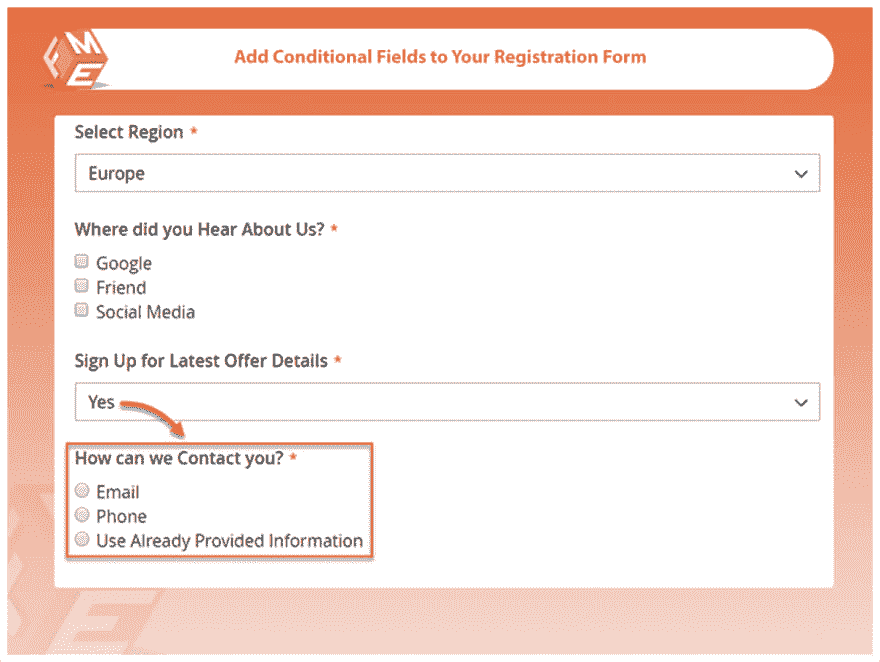 FME
Add Conditional Fields to Your Registration Form
Select Region *
Europe
Where did you Hear About Us? *
Google
Friend
Social Media
Sign Up for Latest Offer Details *
Yes
How can we Contact you? *
Email
Phone
Use Already Provided Information